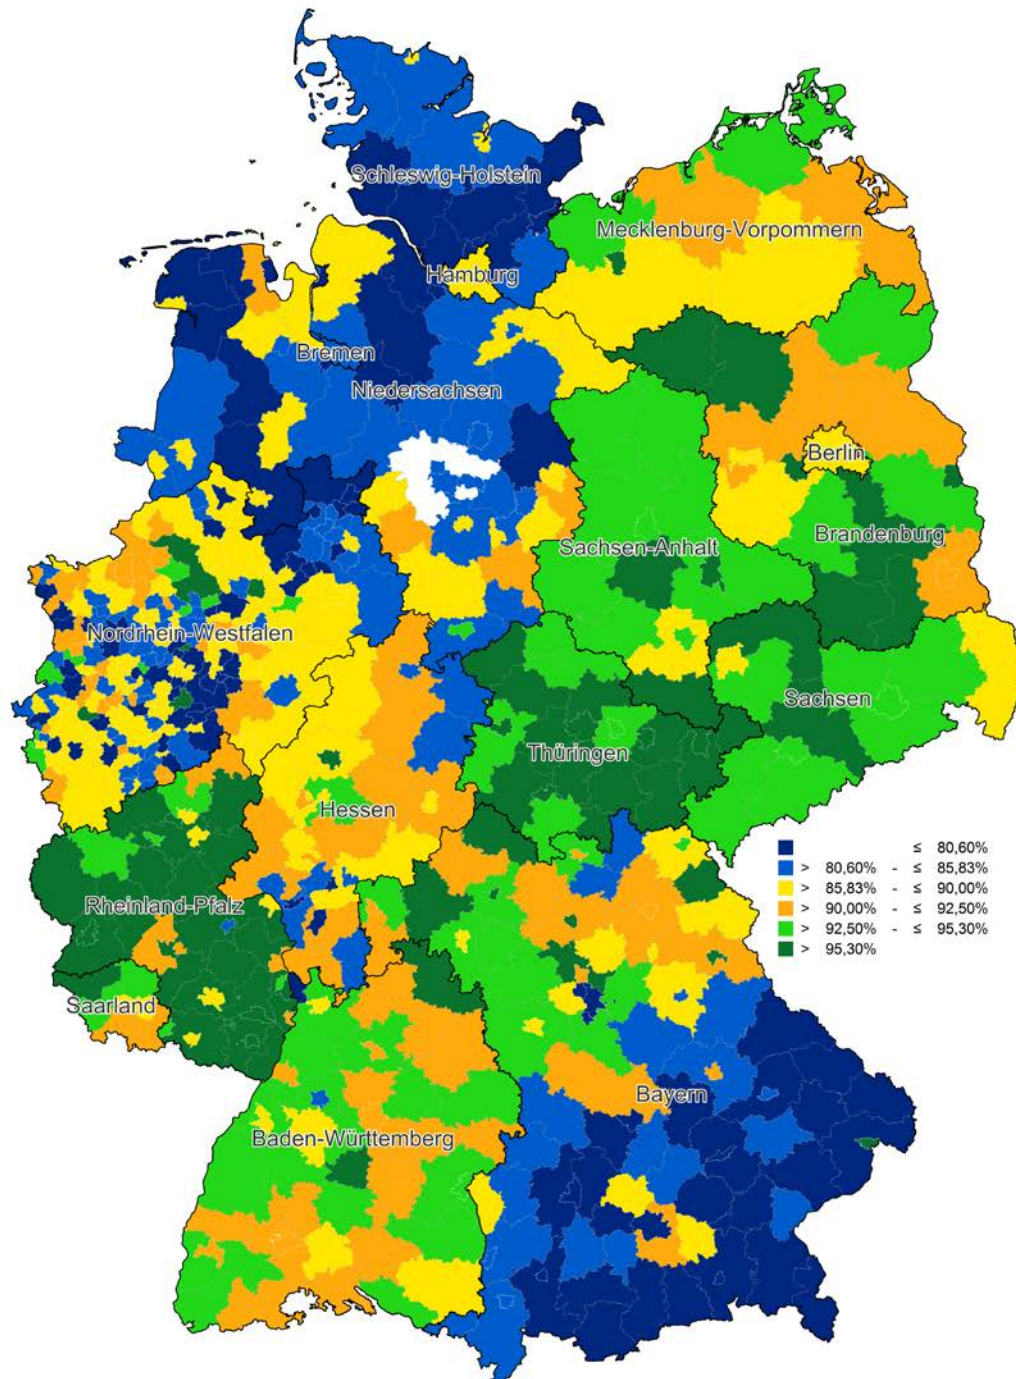 Schleswig-Holstein
Mecklenburg-Vorpommern
Hamburg
Bremen
Niedersachsen
Berlin
Brandenburg
Sachsen-Anhalt
Nordrhein-Westfalen
Sachsen
Thüringen
Hessen
≤ 80,60%
> 80,60% - ≤ 85,83%
> 85,83% - ≤ 90,00%
> 90,00% - ≤ 92,50%
> 92,50% - ≤ 95,30%
> 95,30%
Rheinland-Pfalz
Saarland
Bayern
Baden-Württemberg